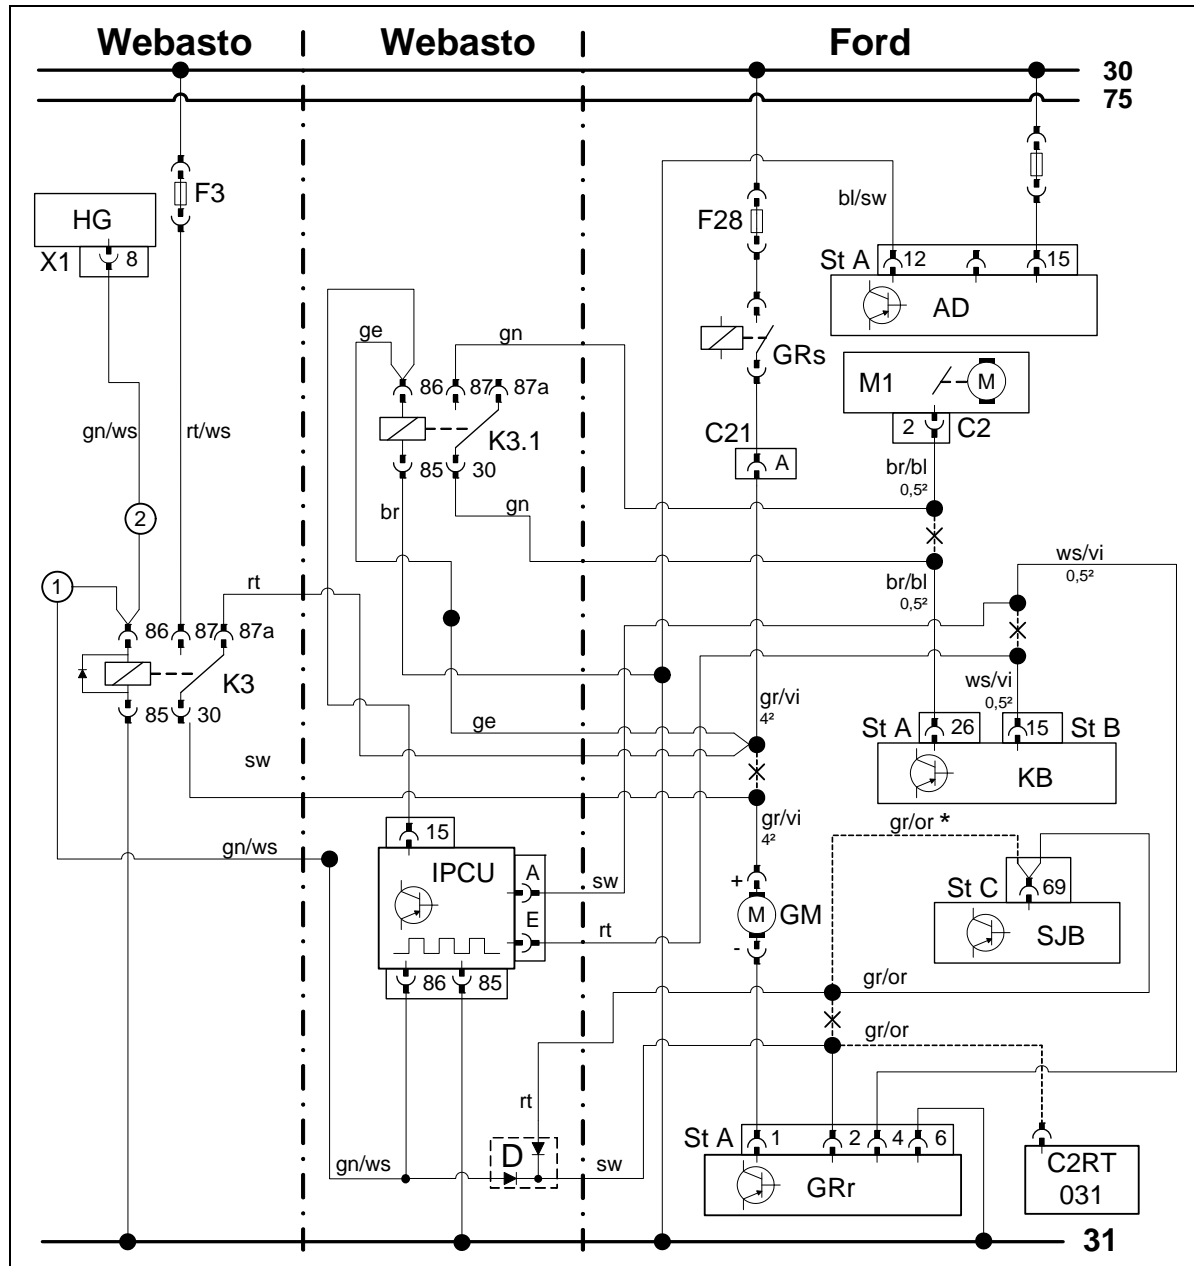 Webasto Webasto Ford
30
75
F3
HG
X1 8
bl/sw
F28
St A 12 15
AD
ge gn
GRs
86 87 87a
K3.1
M1 M
2 C2
C21
A
85 30
gn/ws rt/ws
br gn
br/bl
0,5²
2
ws/vi
0,5²
1
rt
br/bl
0,5²
86 87 87a
K3
85 30
gr/vi
4²
ws/vi
0,5²
ge
St A 26 15 St B
sw
KB
gr/vi
4²
gr/or *
15
gn/ws
IPCU
A
sw
St C 69
+
M GM
-
E
rt
SJB
86 85
gr/or
gr/or
rt
St A 1 2 4 6
D
gn/ws sw
GRr
C2RT
031
31